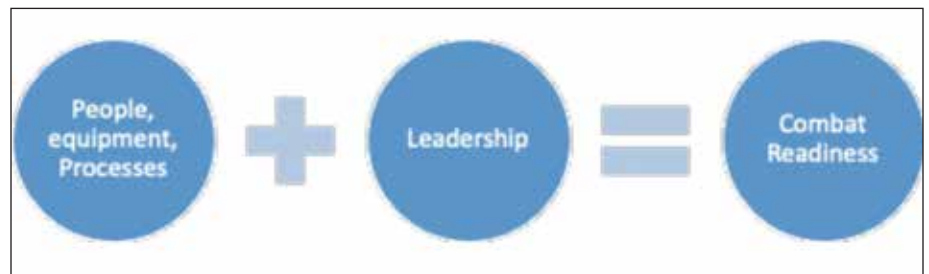 People,
equipment,
Processes
Leadership
Combat
Readiness